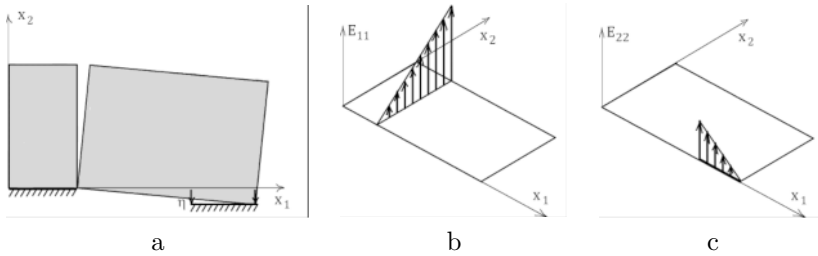 x₂
η
x₁
a
E₁₁
x₂
x₁
b
E₂₂
x₂
x₁
c